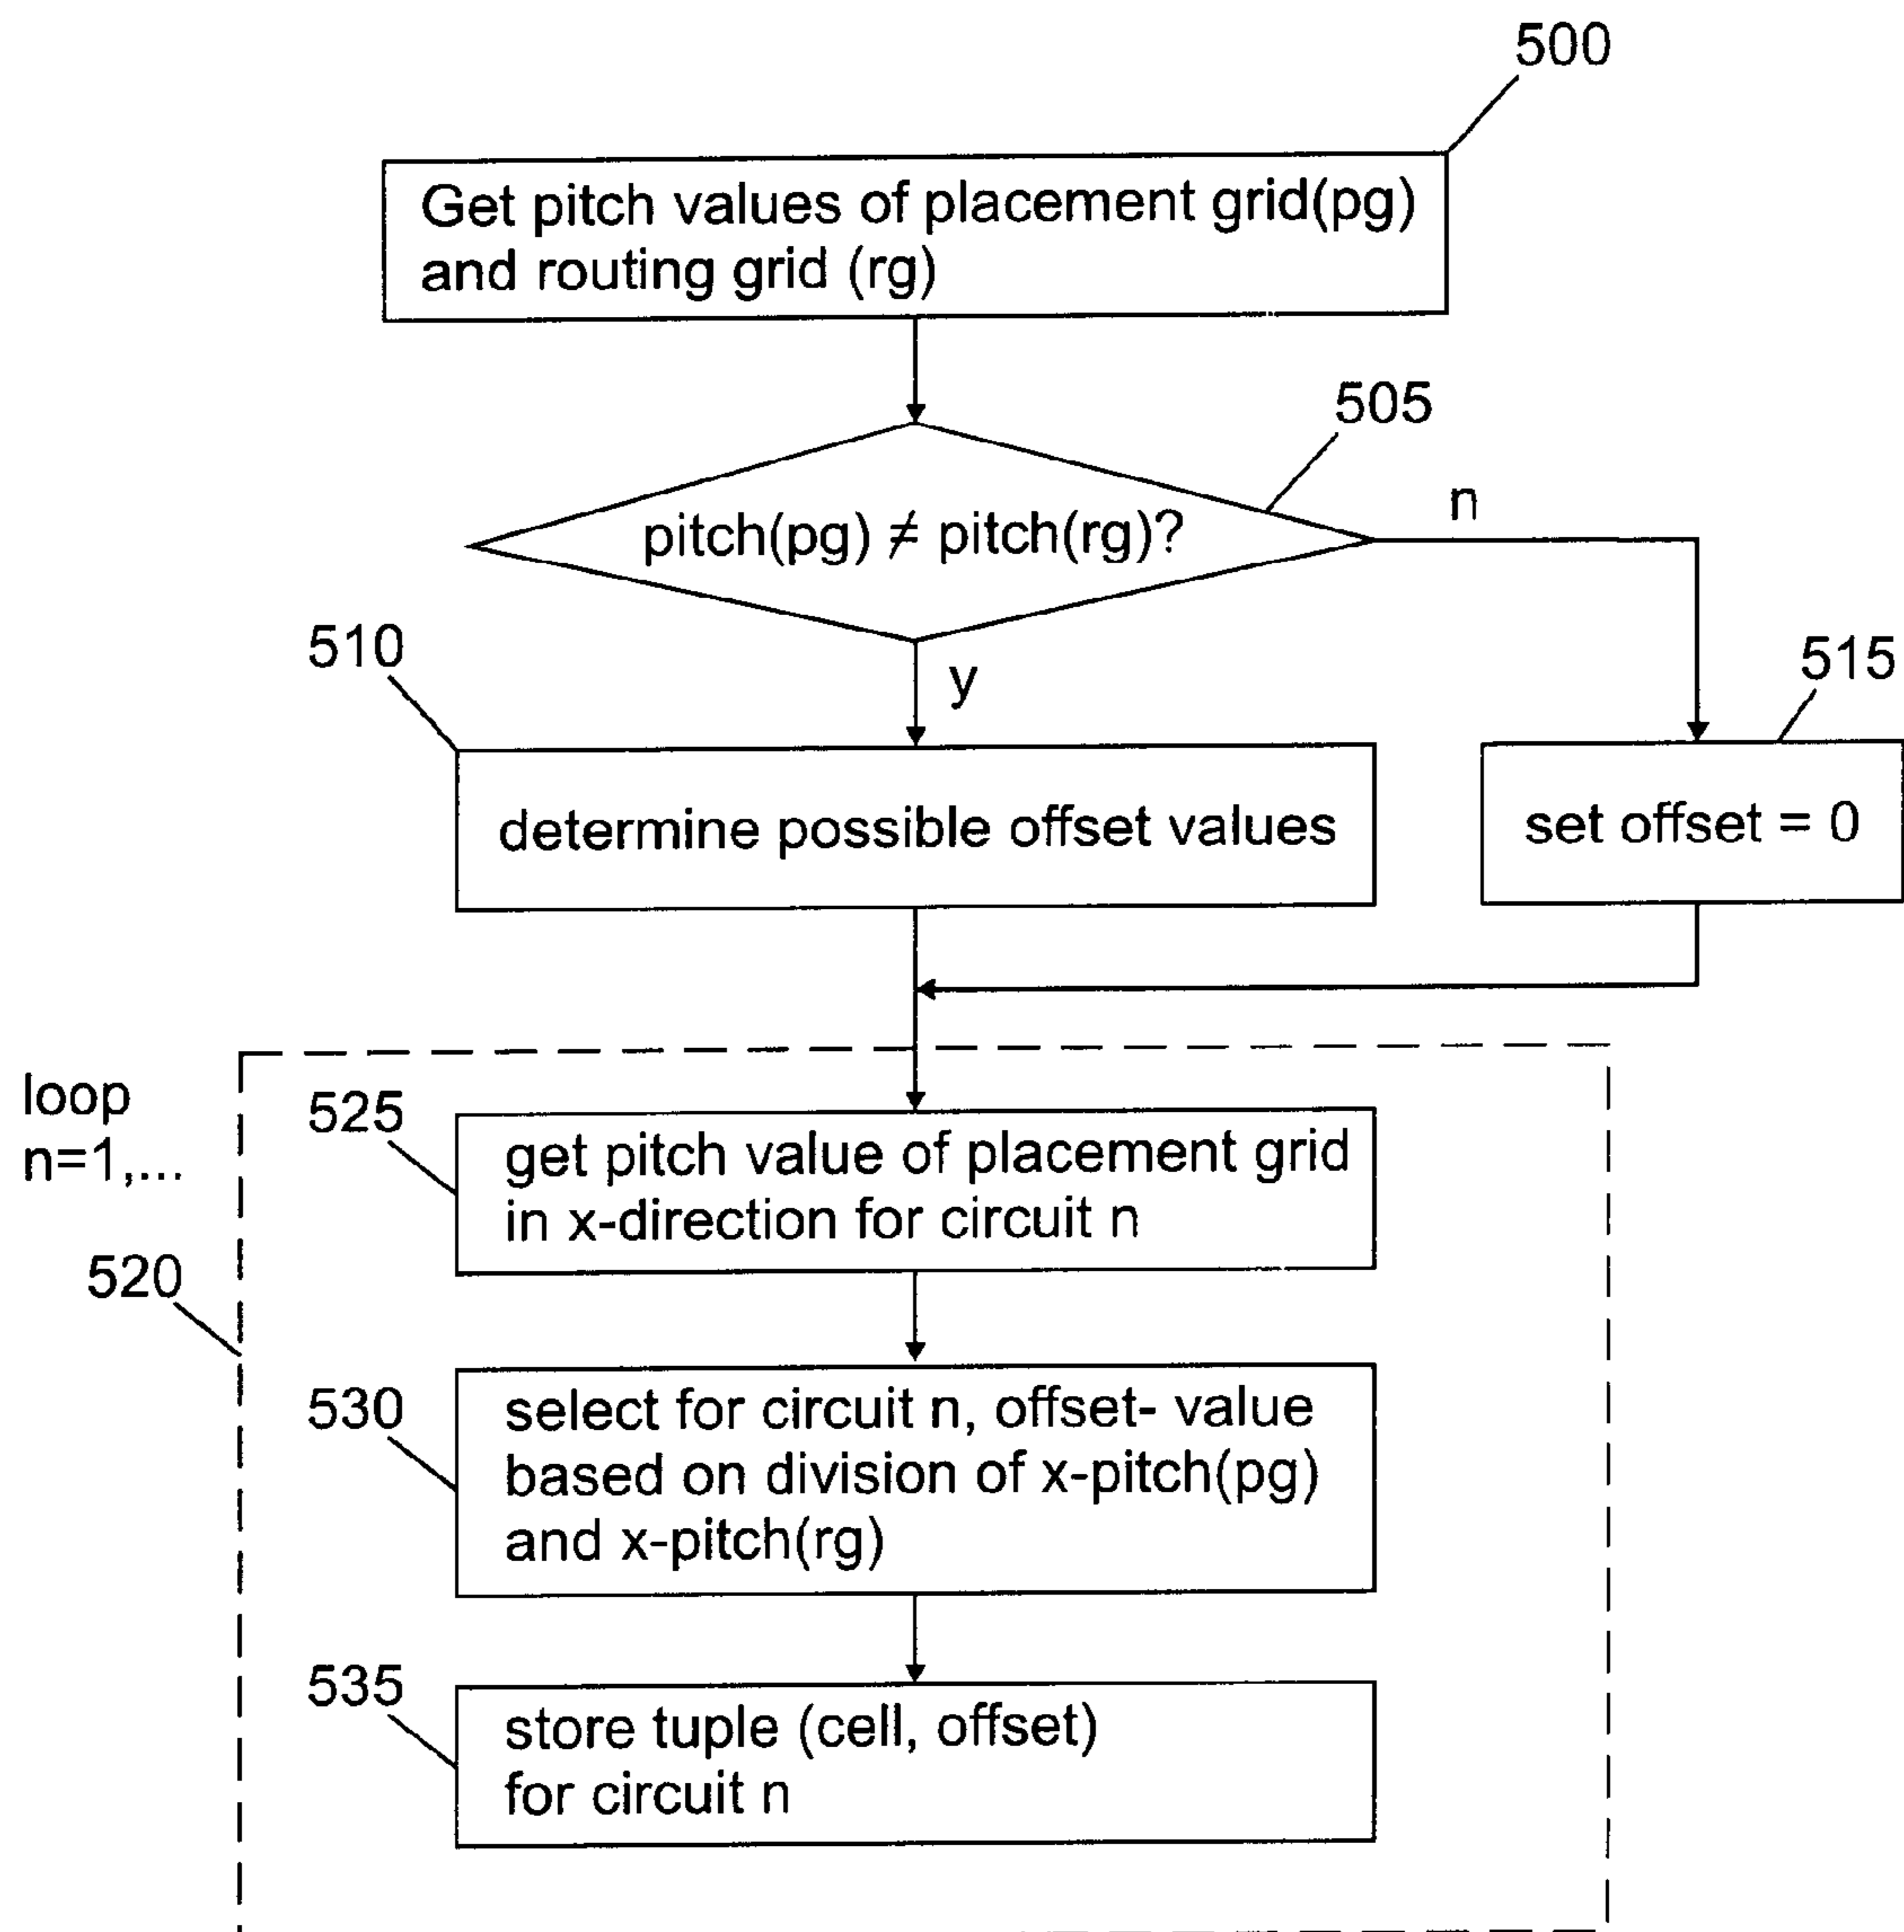 500
Get pitch values of placement grid(pg)
and routing grid (rg)
505
pitch(pg) ≠ pitch(rg)?
n
510
y
515
determine possible offset values
set offset = 0
loop
n=1,...
520
525
get pitch value of placement grid
in x-direction for circuit n
530
select for circuit n, offset- value
based on division of x-pitch(pg)
and x-pitch(rg)
535
store tuple (cell, offset)
for circuit n